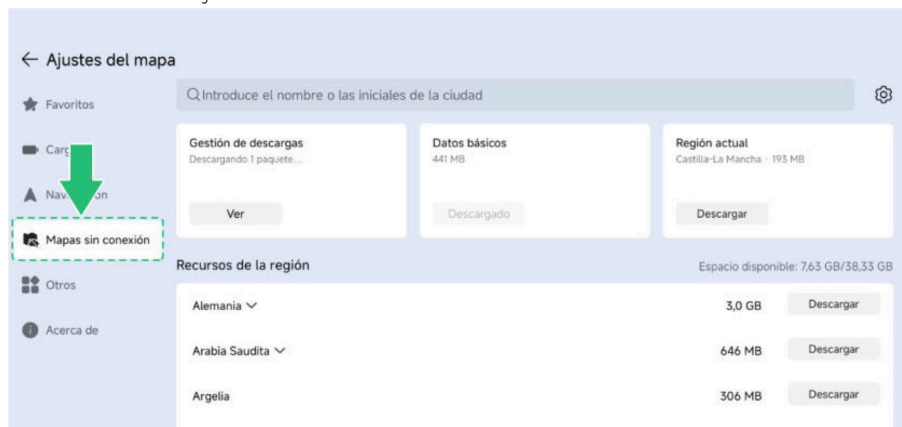 Ajustes del mapa
Introduce el nombre o las iniciales de la ciudad
Favoritos
Mapas sin conexión
Otros
Acerca de
Gestión de descargas
Descargando 1 paquete...
Ver
Datos básicos
441 MB
Descargado
Región actual
Castilla-La Mancha · 193 MB
Descargar
Recursos de la región
Espacio disponible: 7,63 GB/38,33 GB
Alemania 3,0 GB Descargar
Arabia Saudita 646 MB Descargar
Argelia 306 MB Descargar